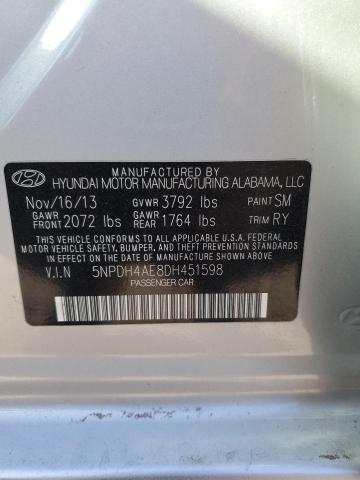 MANUFACTURED BY
HYUNDAI MOTOR MANUFACTURING ALABAMA, LLC
Nov/16/13 GVWR 3792 lbs PAINT SM
GAWR FRONT 2072 lbs GAWR REAR 1764 lbs TRIM RY
THIS VEHICLE CONFORMS TO ALL APPLICABLE U.S.A. FEDERAL
MOTOR VEHICLE SAFETY, BUMPER, AND THEFT PREVENTION STANDARDS
IN EFFECT ON THE DATE OF MANUFACTURE SHOWN ABOVE.
V.I.N 5NPDH4AE8DH451598
PASSENGER CAR